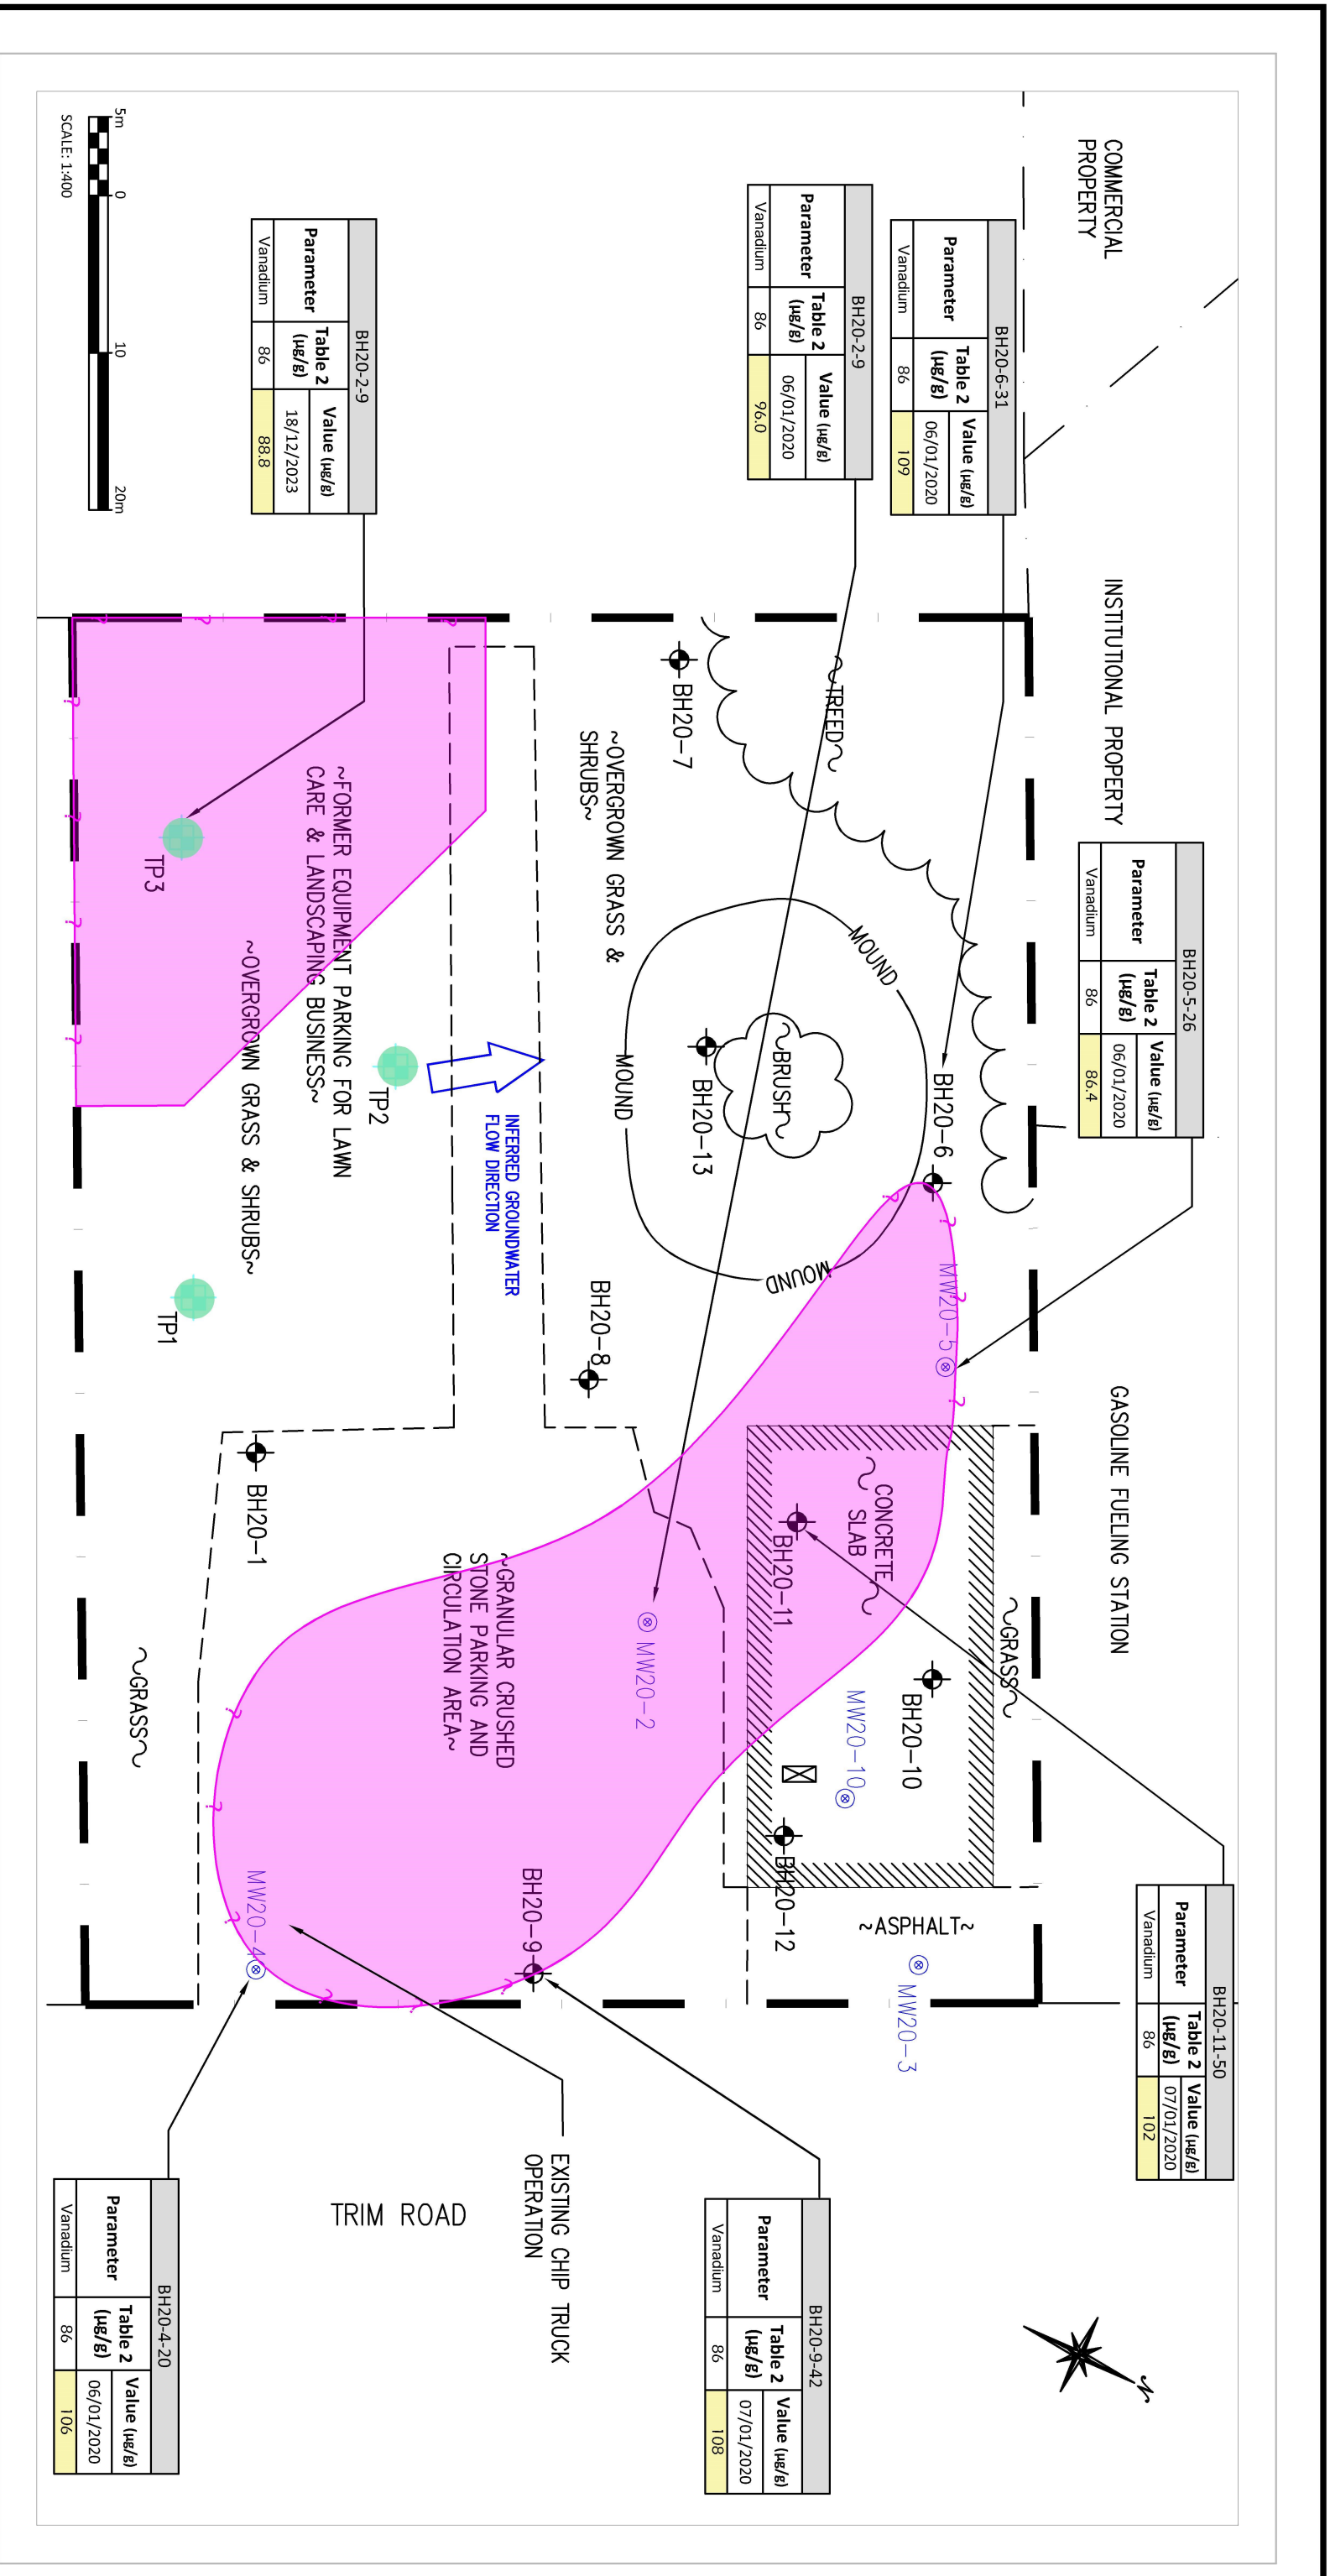 COMMERCIAL
PROPERTY
INSTITUTIONAL PROPERTY
GASOLINE FUELING STATION
BH20-6-31
Parameter Table 2 (µg/g) Value (µg/g)
06/01/2020
Vanadium 86 109
BH20-2-9
Parameter Table 2 (µg/g) Value (µg/g)
06/01/2020
Vanadium 86 96.0
BH20-2-9
Parameter Table 2 (µg/g) Value (µg/g)
18/12/2023
Vanadium 86 88.8
BH20-5-26
Parameter Table 2 (µg/g) Value (µg/g)
06/01/2020
Vanadium 86 86.4
BH20-11-50
Parameter Table 2 (µg/g) Value (µg/g)
07/01/2020
Vanadium 86 102
BH20-9-42
Parameter Table 2 (µg/g) Value (µg/g)
07/01/2020
Vanadium 86 108
BH20-4-20
Parameter Table 2 (µg/g) Value (µg/g)
06/01/2020
Vanadium 86 106
~TREED~
BH20-7
~OVERGROWN GRASS &
SHRUBS~
MOUND
MOUND
MOUND
~BRUSH~
BH20-13
BH20-6
MW20-5
BH20-8
~GRASS~
CONCRETE
SLAB
BH20-11
BH20-10
MW20-10
BH20-12
~ASPHALT~
MW20-3
MW20-2
~GRANULAR CRUSHED
STONE PARKING AND
CIRCULATION AREA~
BH20-9
MW20-4
BH20-1
~GRASS~
INFERRED GROUNDWATER
FLOW DIRECTION
~FORMER EQUIPMENT PARKING FOR LAWN
CARE & LANDSCAPING BUSINESS~
~OVERGROWN GRASS & SHRUBS~
TP3
TP2
TP1
EXISTING CHIP TRUCK
OPERATION
TRIM ROAD
N
? ? ? ? ? ? ? ? ?
? ? ? ? ? ? ? ? ? ?
5m 0 10 20m
SCALE: 1:400